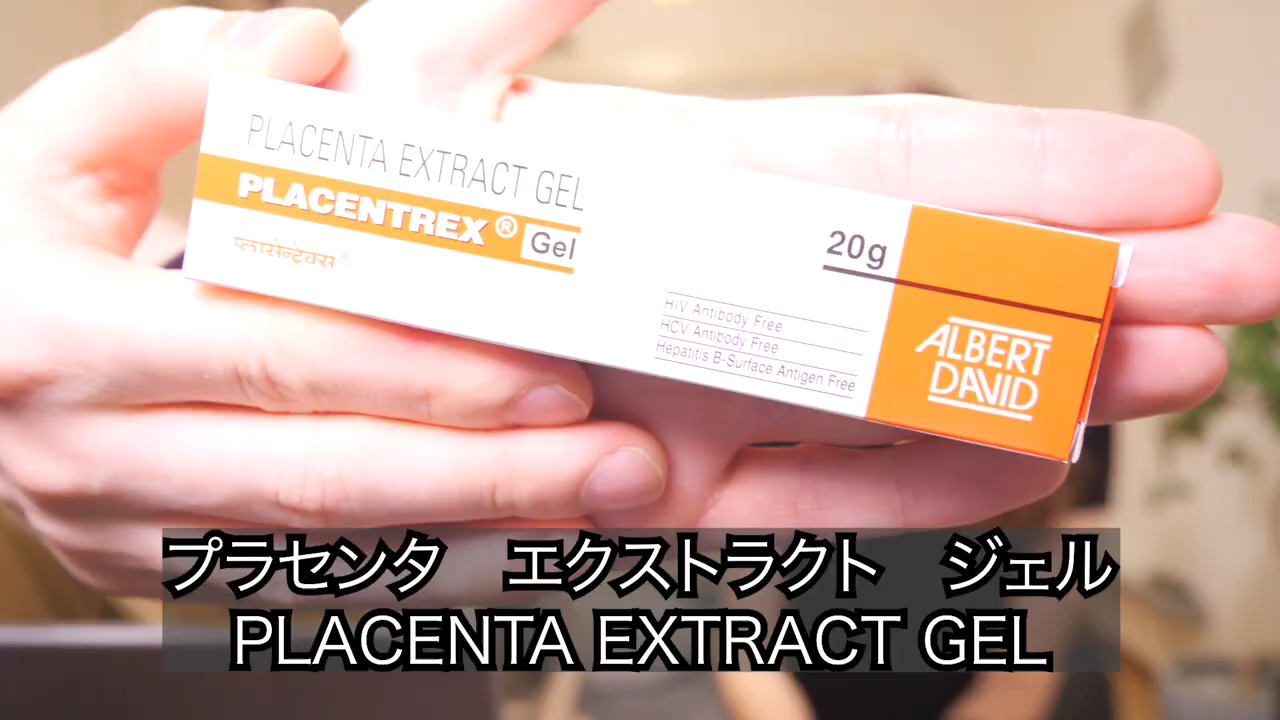 PLACENTA EXTRACT GEL
PLACENTREX® Gel
प्लासेन्ट्रेक्स®
20g
HIV Antibody Free
HCV Antibody Free
Hepatitis B-Surface Antigen Free
ALBERT
DAVID
プラセンタ　エクストラクト　ジェル
PLACENTA EXTRACT GEL